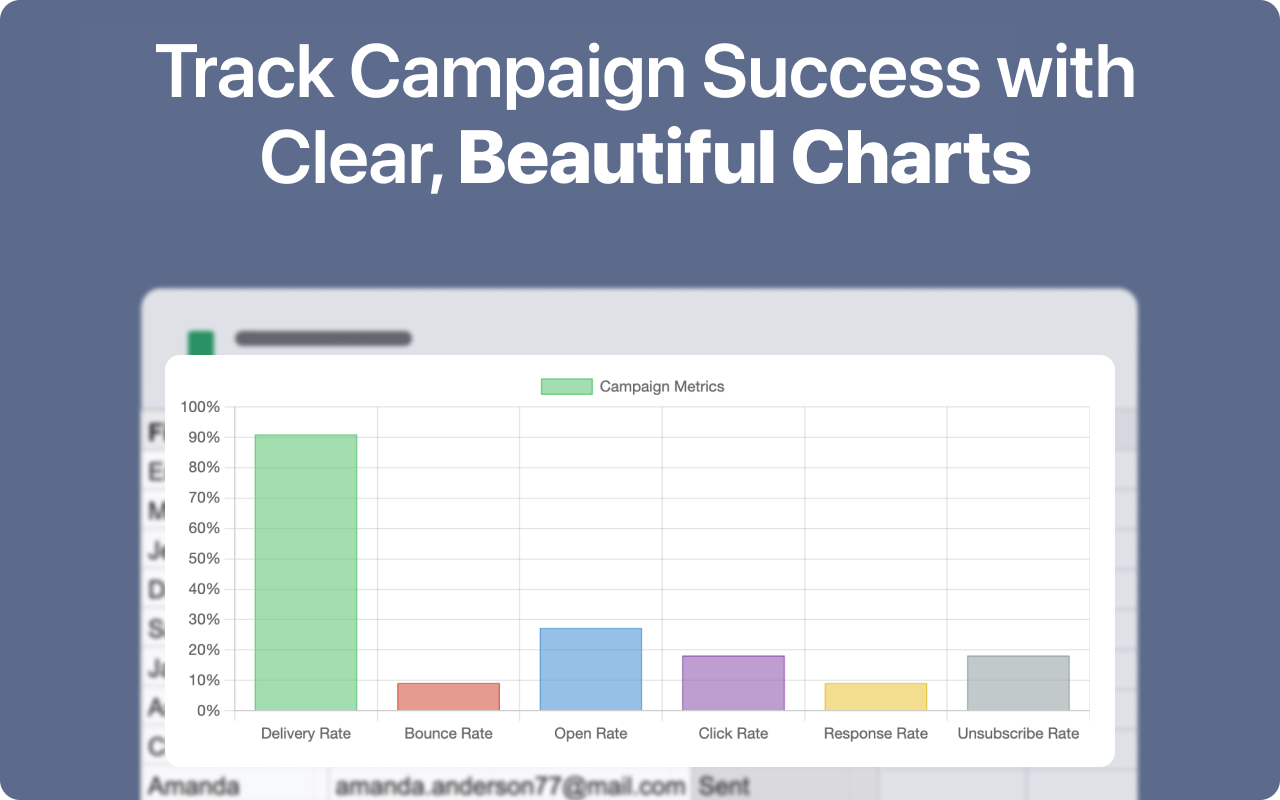 Track Campaign Success with
Clear, Beautiful Charts
Campaign Metrics
100%
90%
80%
70%
60%
50%
40%
30%
20%
10%
0%
Delivery Rate
Bounce Rate
Open Rate
Click Rate
Response Rate
Unsubscribe Rate
Amanda amanda.anderson77@mail.com Sent